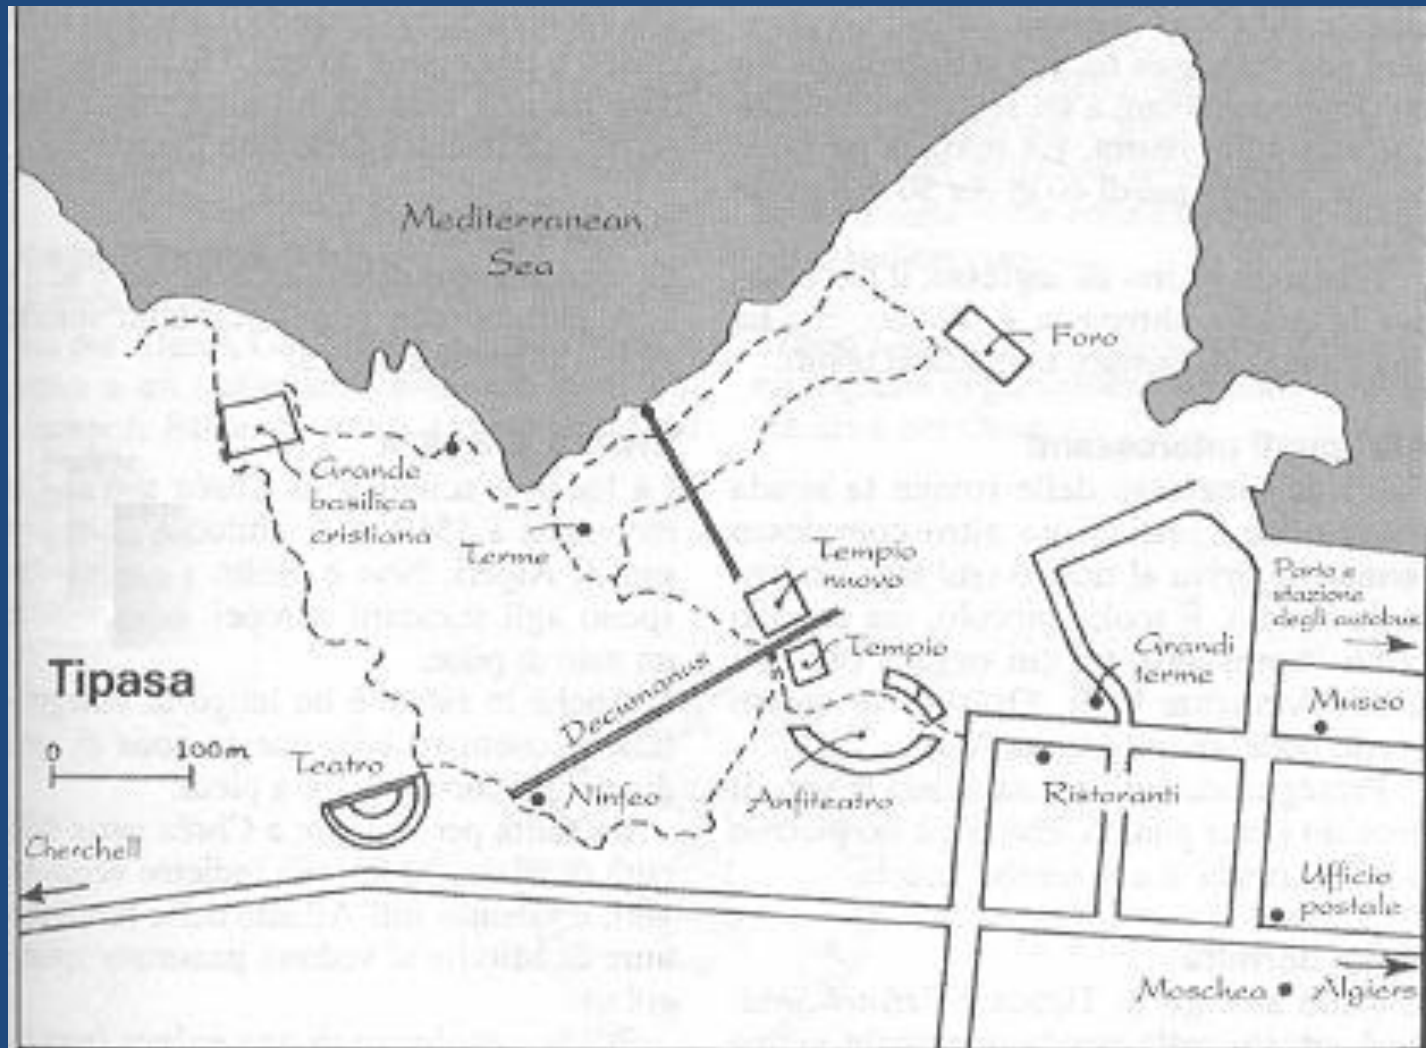 Mediterranean
Sea
Foro
Grande
basilica
cristiana
Terme
Tempio
nuovo
Porto e
stazione
degli autobus
Tempio
Grandi
terme
Tipasa
Decumanus
Museo
0 100m
Teatro
Ninfeo
Anfiteatro
Ristoranti
Cherchell
Ufficio
postale
Moschea
Algiers